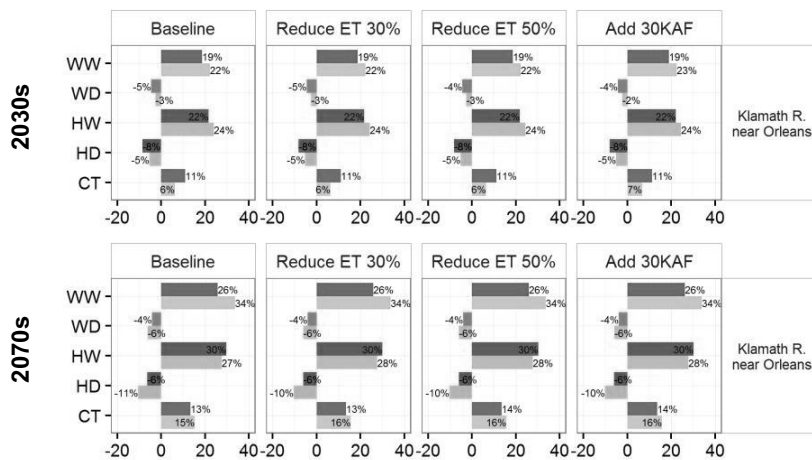 Baseline Reduce ET 30% Reduce ET 50% Add 30KAF
2030s
WW 19% 19% 19% 19%
22% 22% 22% 23%
WD -5% -5% -4% -4%
-3% -3% -3% -2%
HW 22% 22% 22% 22%
24% 24% 24% 24%
Klamath R.
near Orleans
HD -8% -8% -8% -8%
-5% -5% -5% -5%
CT 11% 11% 11% 11%
6% 6% 6% 7%
-20 0 20 40 -20 0 20 40 -20 0 20 40 -20 0 20 40
Baseline Reduce ET 30% Reduce ET 50% Add 30KAF
2070s
WW 26% 26% 26% 26%
34% 34% 34% 34%
WD -4% -4% -4% -4%
-6% -6% -6% -6%
HW 30% 30% 30% 30%
27% 28% 28% 28%
Klamath R.
near Orleans
HD -6% -6% -6% -6%
-11% -10% -10% -10%
CT 13% 13% 14% 14%
15% 16% 16% 16%
-20 0 20 40 -20 0 20 40 -20 0 20 40 -20 0 20 40